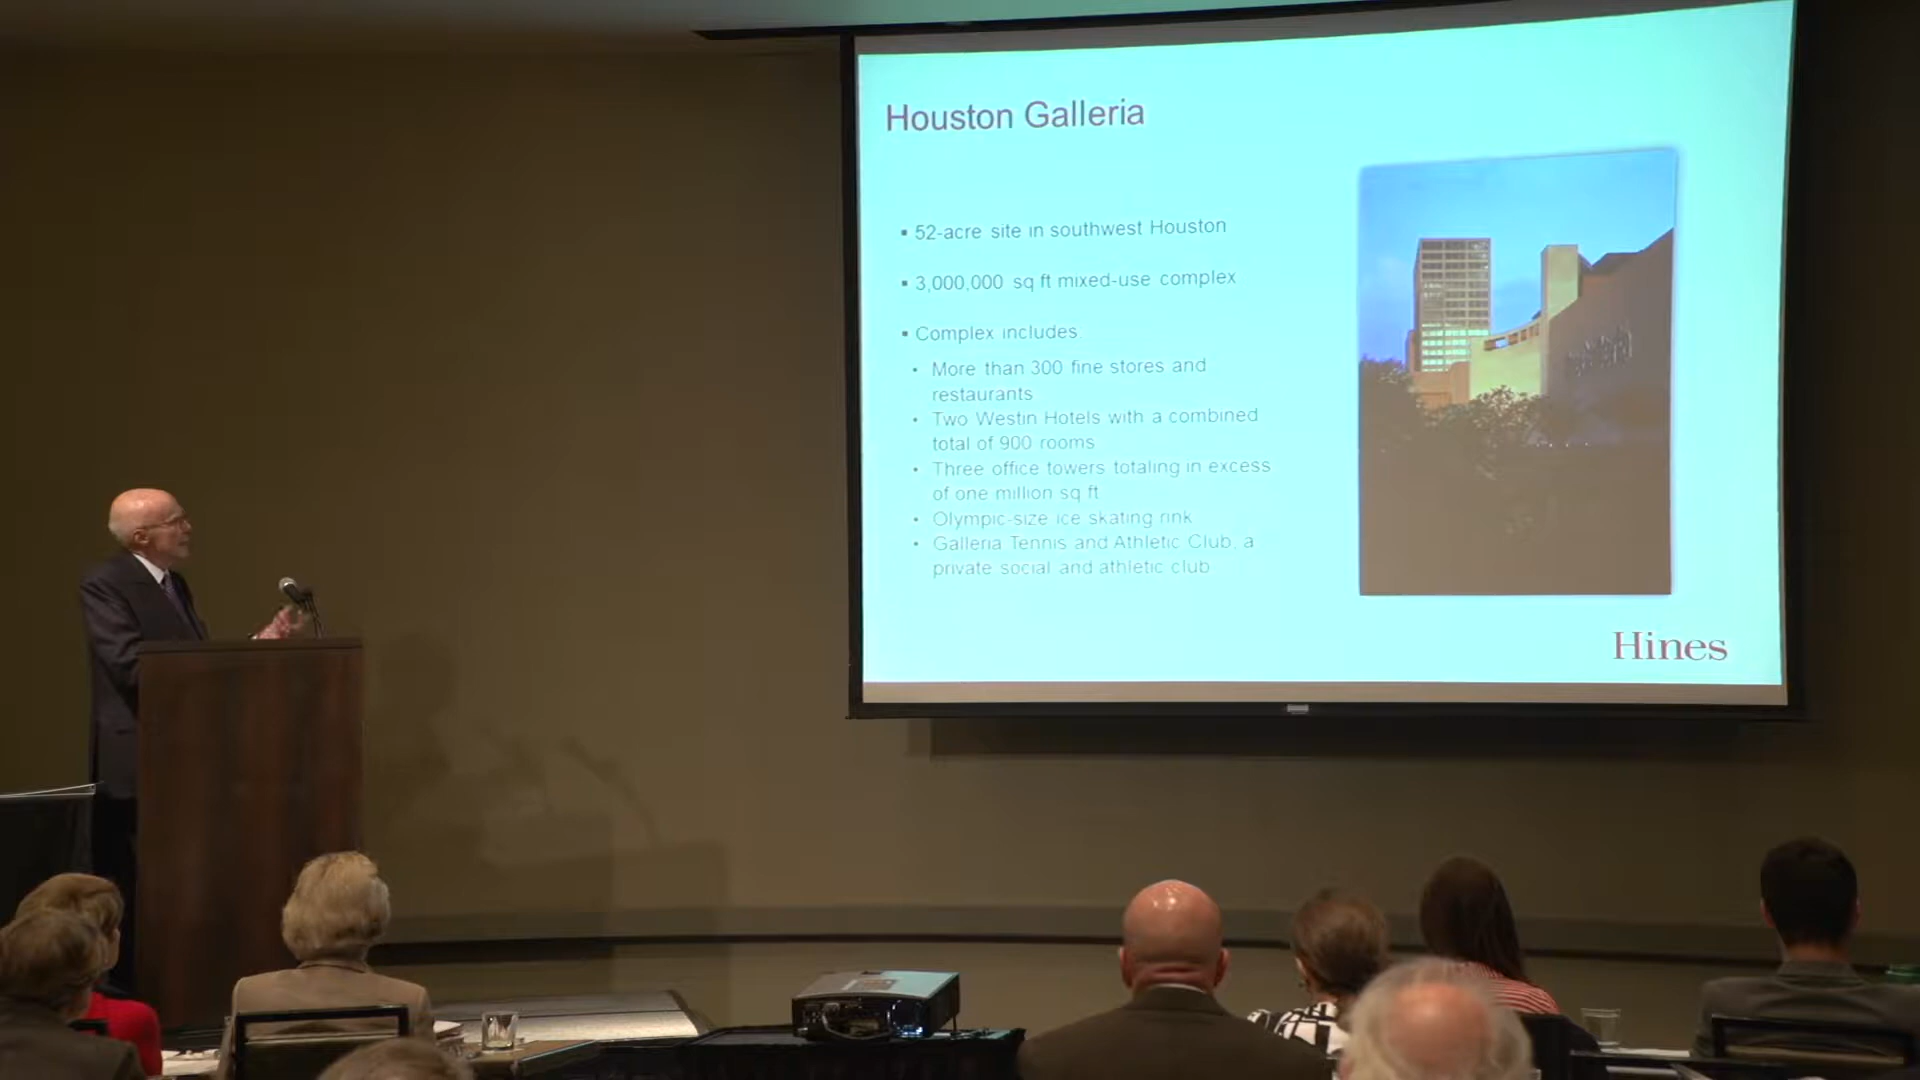 Houston Galleria
▪ 52-acre site in southwest Houston
▪ 3,000,000 sq ft mixed-use complex
▪ Complex includes:
• More than 300 fine stores and
restaurants
• Two Westin Hotels with a combined
total of 900 rooms
• Three office towers totaling in excess
of one million sq ft
• Olympic-size ice skating rink
• Galleria Tennis and Athletic Club, a
private social and athletic club
Hines